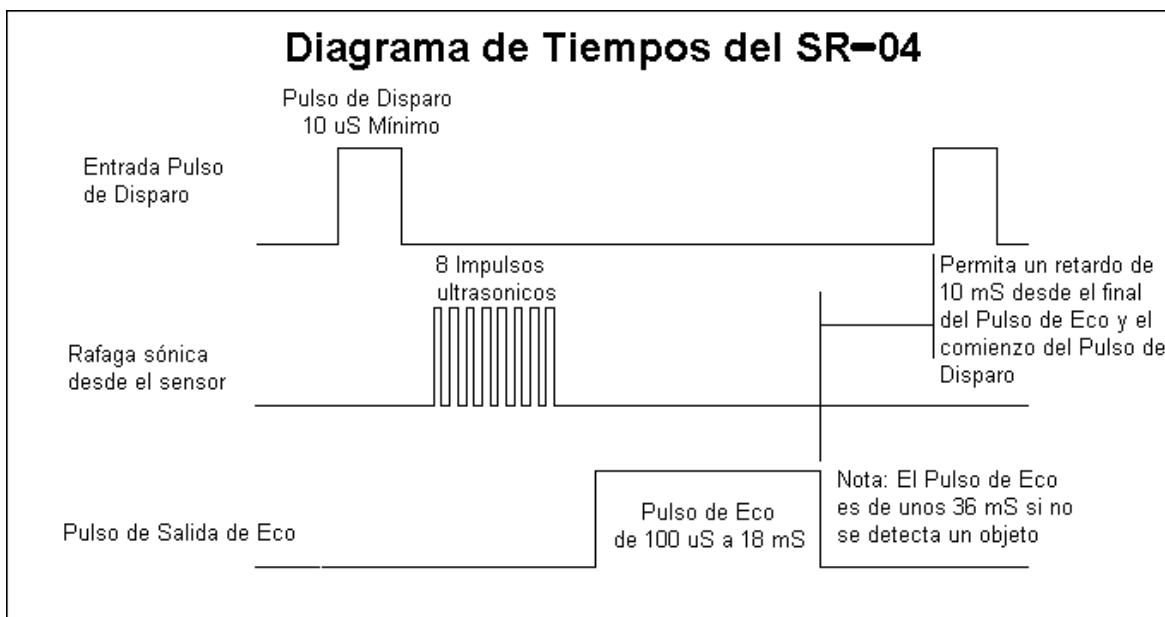 Diagrama de Tiempos del SR-04
Pulso de Disparo
10 uS Mínimo
Entrada Pulso
de Disparo
8 Impulsos
ultrasonicos
Permita un retardo de
10 mS desde el final
del Pulso de Eco y el
comienzo del Pulso de
Disparo
Rafaga sónica
desde el sensor
Pulso de Salida de Eco
Pulso de Eco
de 100 uS a 18 mS
Nota: El Pulso de Eco
es de unos 36 mS si no
se detecta un objeto